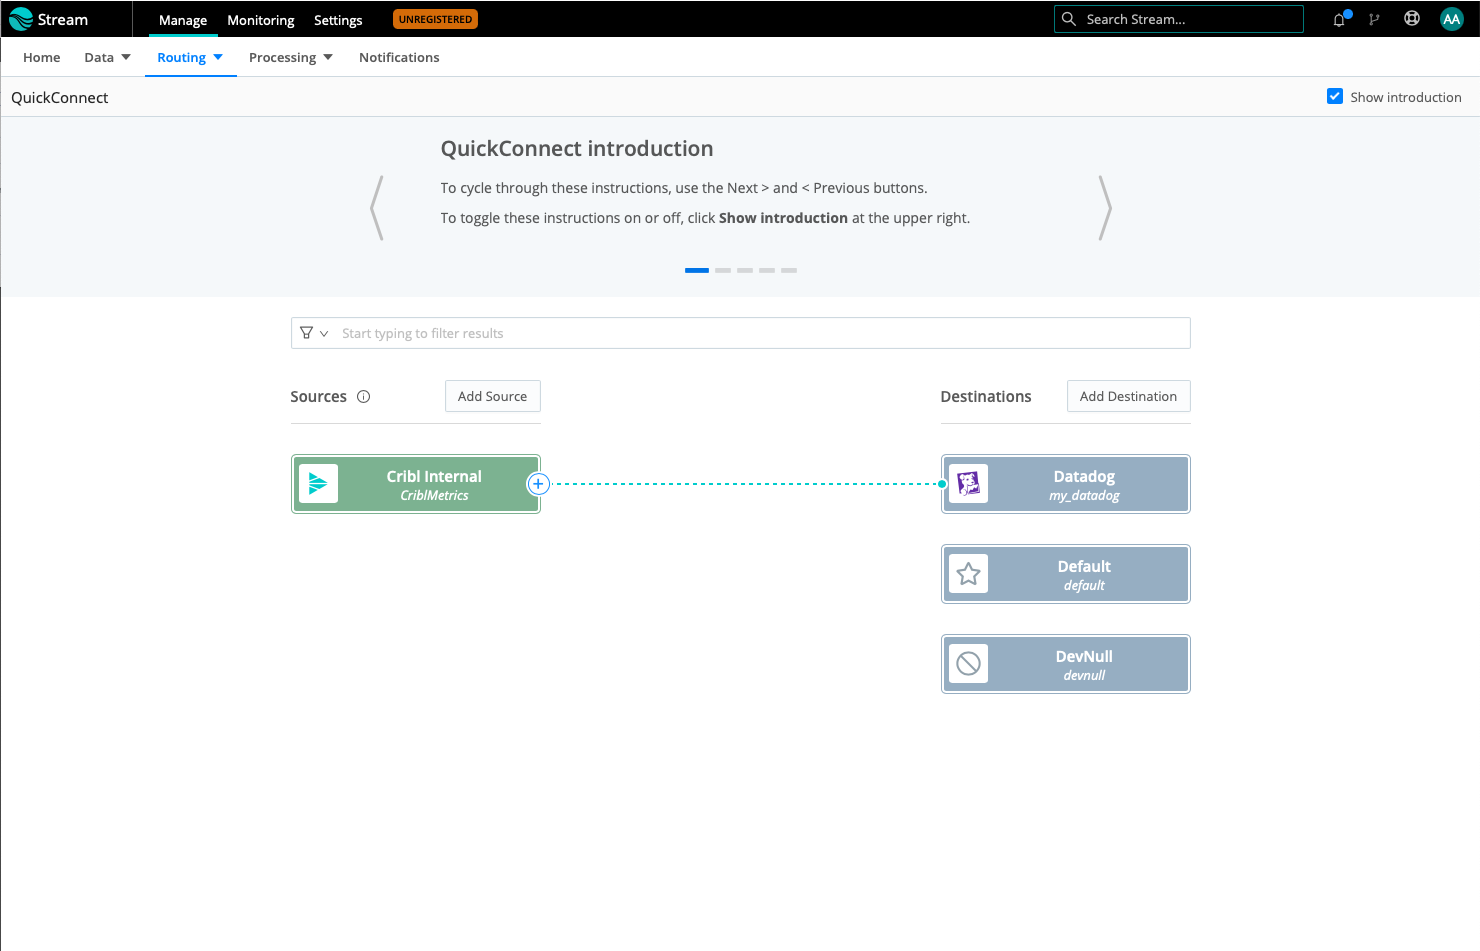 Stream
Manage Monitoring Settings
UNREGISTERED
Search Stream...
AA
Home Data Routing Processing Notifications
QuickConnect
Show introduction
QuickConnect introduction
To cycle through these instructions, use the Next > and < Previous buttons.
To toggle these instructions on or off, click Show introduction at the upper right.
Start typing to filter results
Sources
Add Source
Destinations
Add Destination
Cribl Internal
CriblMetrics
Datadog
my_datadog
Default
default
DevNull
devnull